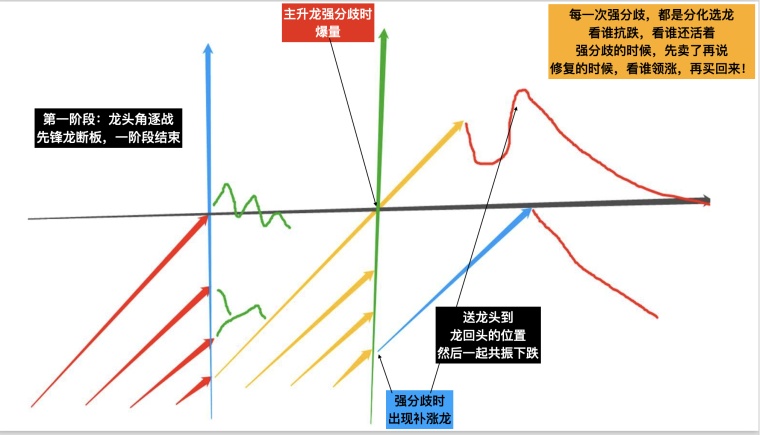 主升龙强分歧时
爆量
每一次强分歧，都是分化选龙
看谁抗跌，看谁还活着
强分歧的时候，先卖了再说
修复的时候，看谁领涨，再买回来！
第一阶段：龙头角逐战
先锋龙断板，一阶段结束
送龙头到
龙回头的位置
然后一起共振下跌
强分歧时
出现补涨龙